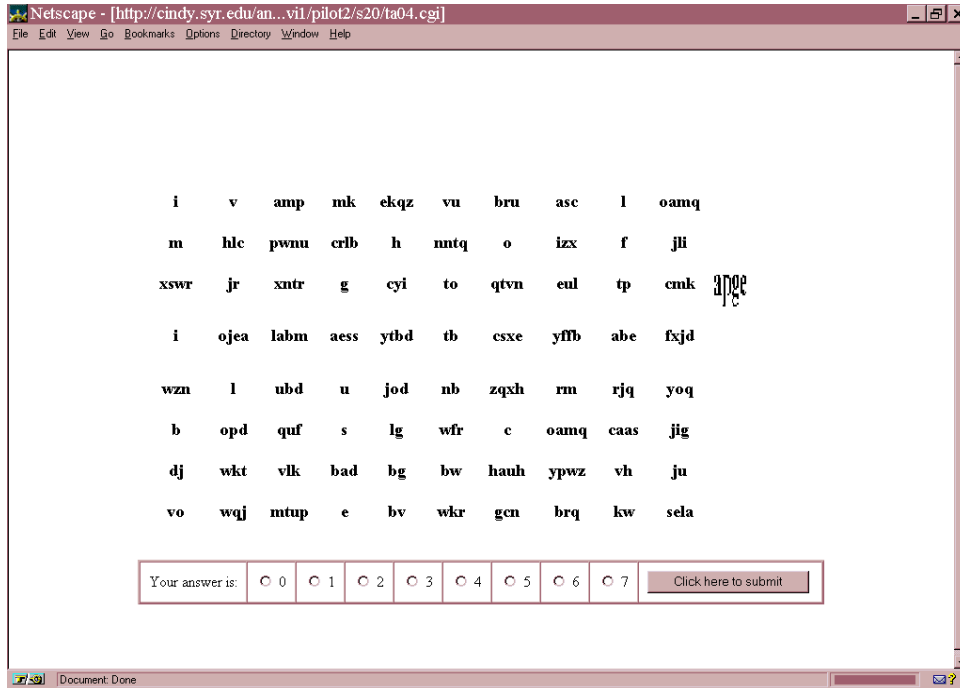 Netscape - [http://cindy.syr.edu/an...vi1/pilot2/s20/ta04.cgi]
File Edit View Go Bookmarks Options Directory Window Help
i v amp mk ekqz vu bru asc l oamq
m hlc pwnu crlb h nntq o izx f jli
xswr jr xntr g cyi to qtvn eul tp cmk ange
i ojea labm aess ytbd tb csxe yffb abe fxjd
wzn l ubd u jod nb zqxh rm rjq yoq
b opd quf s lg wfr c oamq caas jig
dj wkt vlk bad bg bw hauh ypwz vh ju
vo wqj mtup e bv wkr gcn brq kw sela
Your answer is: 0 1 2 3 4 5 6 7 Click here to submit
Document: Done